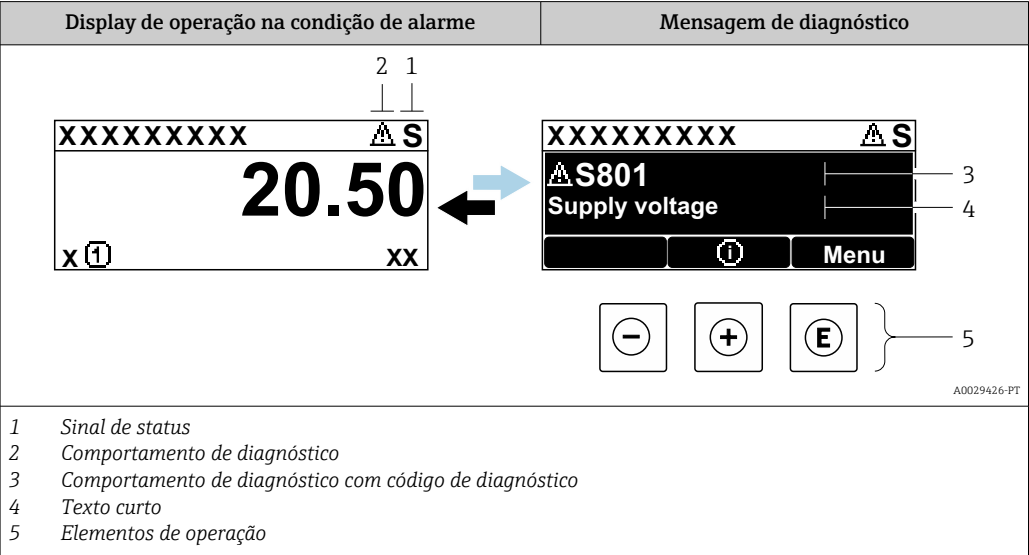 Display de operação na condição de alarme
Mensagem de diagnóstico
2 1
XXXXXXXXX S
20.50
x 1 XX
XXXXXXXXX S
S801
Supply voltage
i Menu
3
4
- + E
5
A0029426-PT
1 Sinal de status
2 Comportamento de diagnóstico
3 Comportamento de diagnóstico com código de diagnóstico
4 Texto curto
5 Elementos de operação